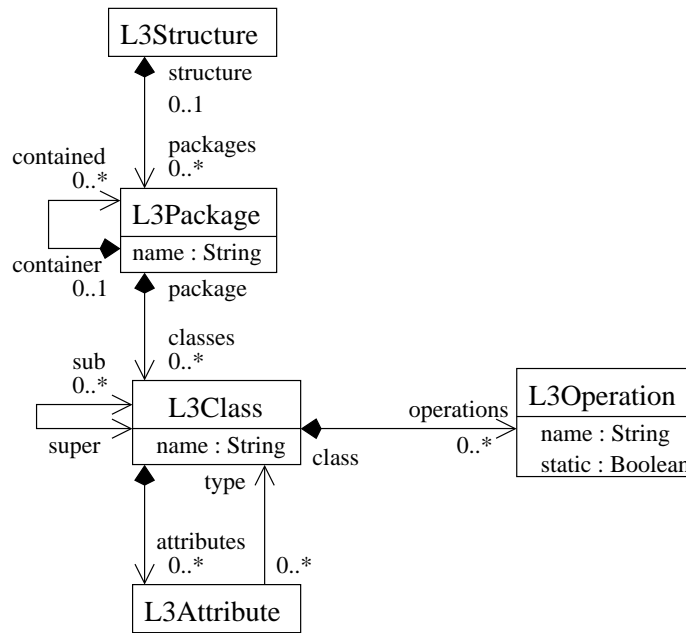 L3Structure
structure
0..1
packages
0..*
contained
0..*
L3Package
name : String
container
0..1
package
classes
0..*
sub
0..*
L3Class
name : String
super
class
operations
0..*
L3Operation
name : String
static : Boolean
type
attributes
0..*
0..*
L3Attribute